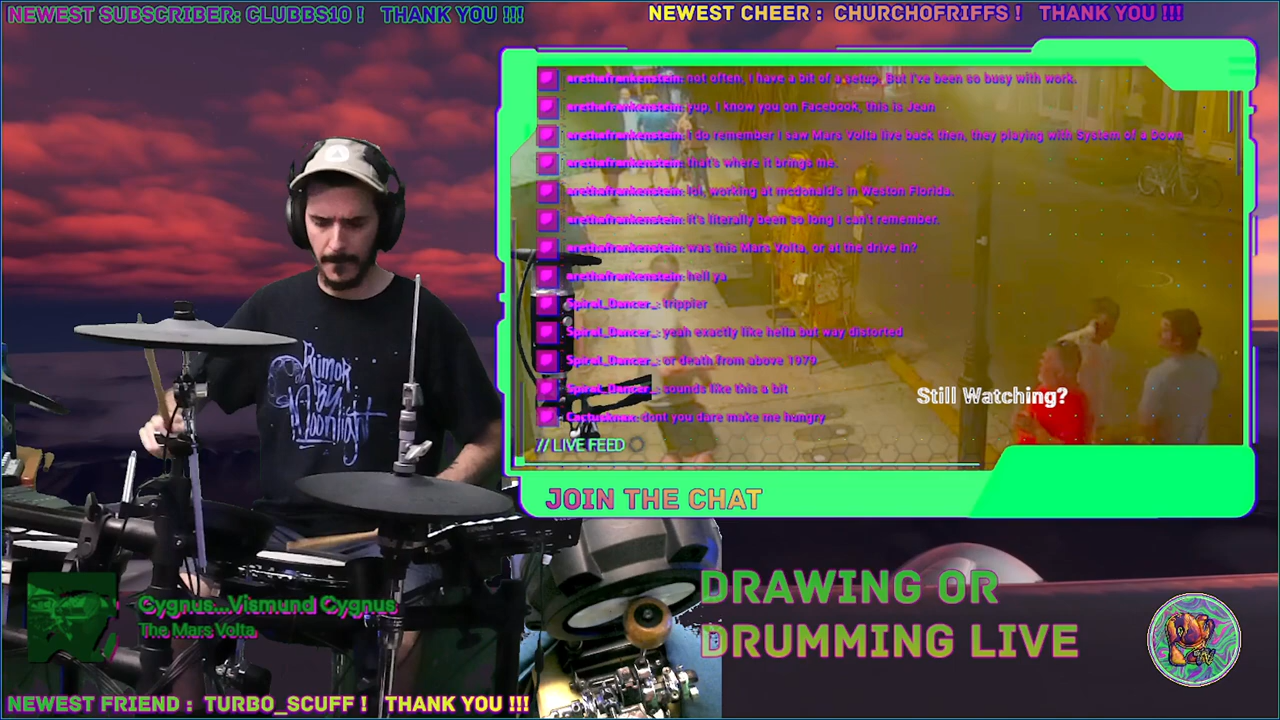 NEWEST SUBSCRIBER: CLUBBS10 ! THANK YOU !!!
NEWEST CHEER : CHURCHOFRIFFS ! THANK YOU !!!
arethafrankenstein: not often, I have a bit of a setup. But I've been so busy with work.
arethafrankenstein: yup, I know you on Facebook, this is Jean
arethafrankenstein: i do remember I saw Mars Volta live back then, they playing with System of a Down
arethafrankenstein: that's where it brings me.
arethafrankenstein: lol, working at mcdonald's in Weston Florida.
arethafrankenstein: it's literally been so long I can't remember.
arethafrankenstein: was this Mars Volta, or at the drive in?
arethafrankenstein: hell ya
Spiral_Dancer_: trippier
Spiral_Dancer_: yeah exactly like hella but way distorted
Spiral_Dancer_: or death from above 1979
Spiral_Dancer_: sounds like this a bit
Cactusknax: dont you dare make me hongry
Still Watching?
// LIVE FEED
JOIN THE CHAT
Rumor
By
Moonlight
Cygnus...Vismund Cygnus
The Mars Volta
DRAWING OR
DRUMMING LIVE
TV
NEWEST FRIEND : TURBO_SCUFF ! THANK YOU !!!